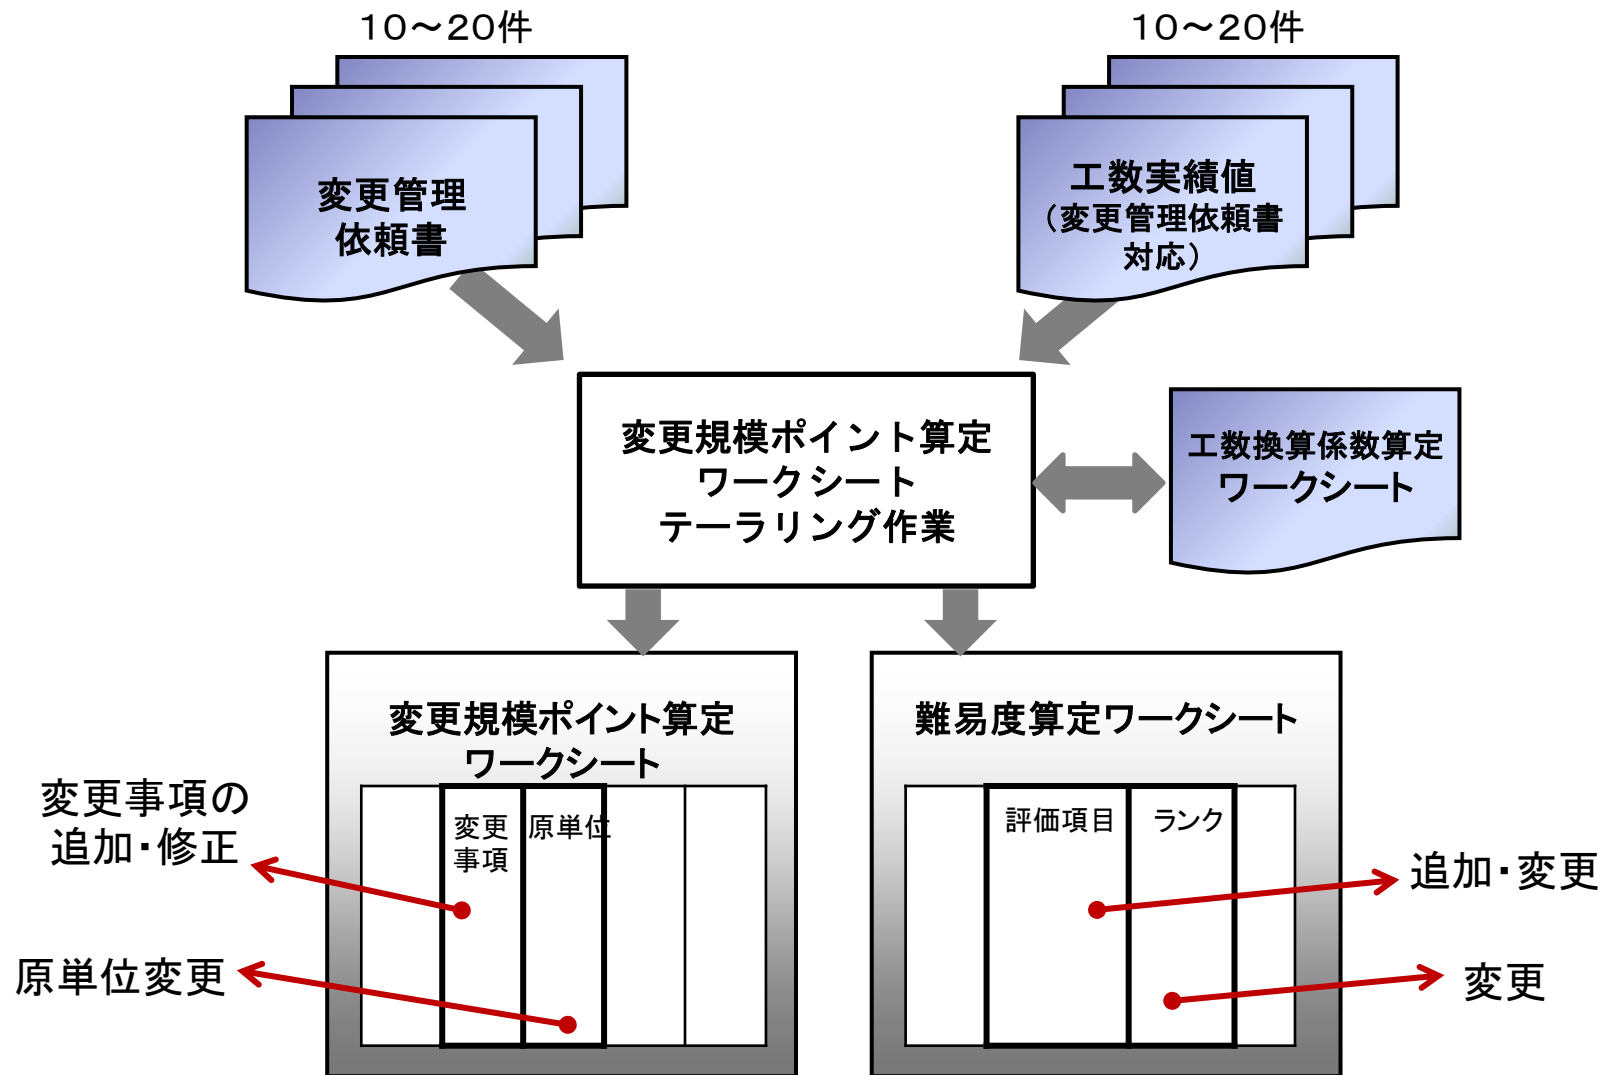 10～20件
10～20件
変更管理
依頼書
工数実績値
（変更管理依頼書
対応）
変更規模ポイント算定
ワークシート
テーラリング作業
工数換算係数算定
ワークシート
変更規模ポイント算定
ワークシート
難易度算定ワークシート
変更事項の
追加・修正
変更
事項
原単位
評価項目
ランク
追加・変更
原単位変更
変更